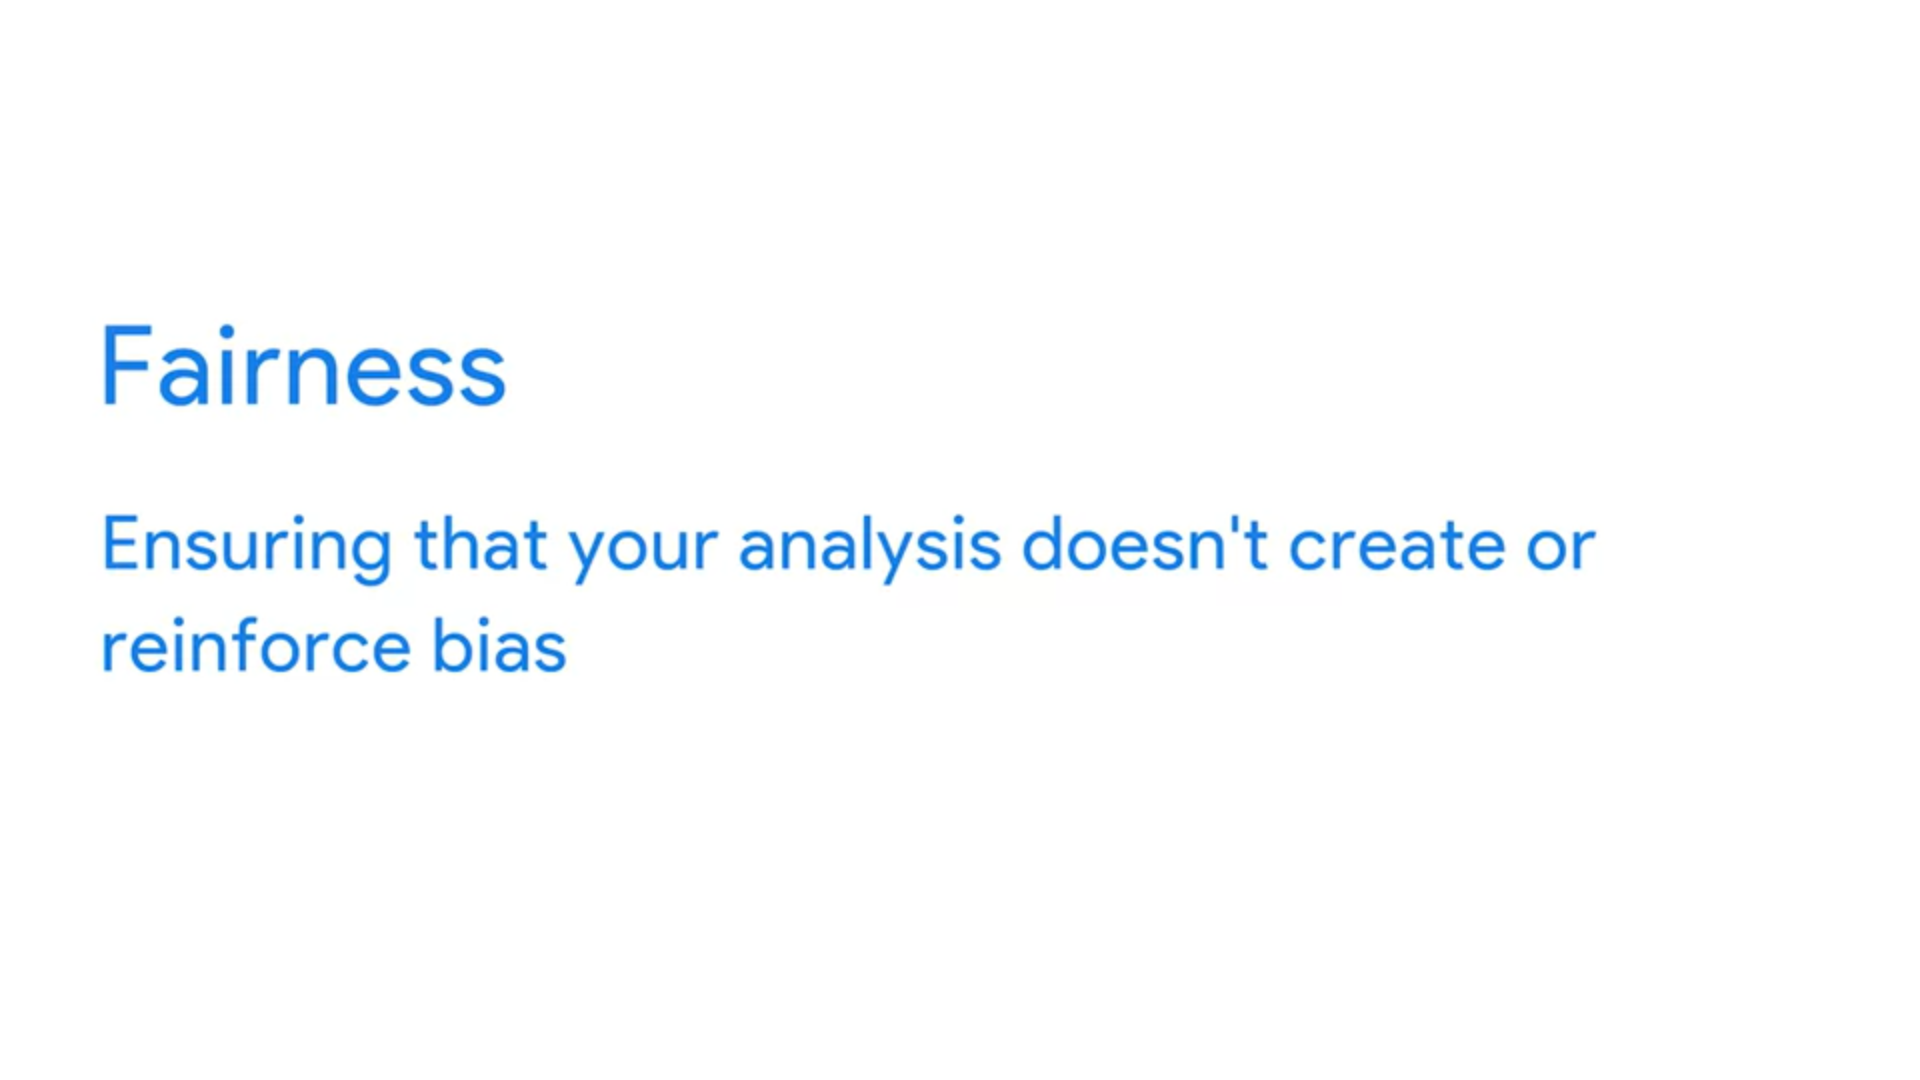 Fairness
Ensuring that your analysis doesn't create or
reinforce bias